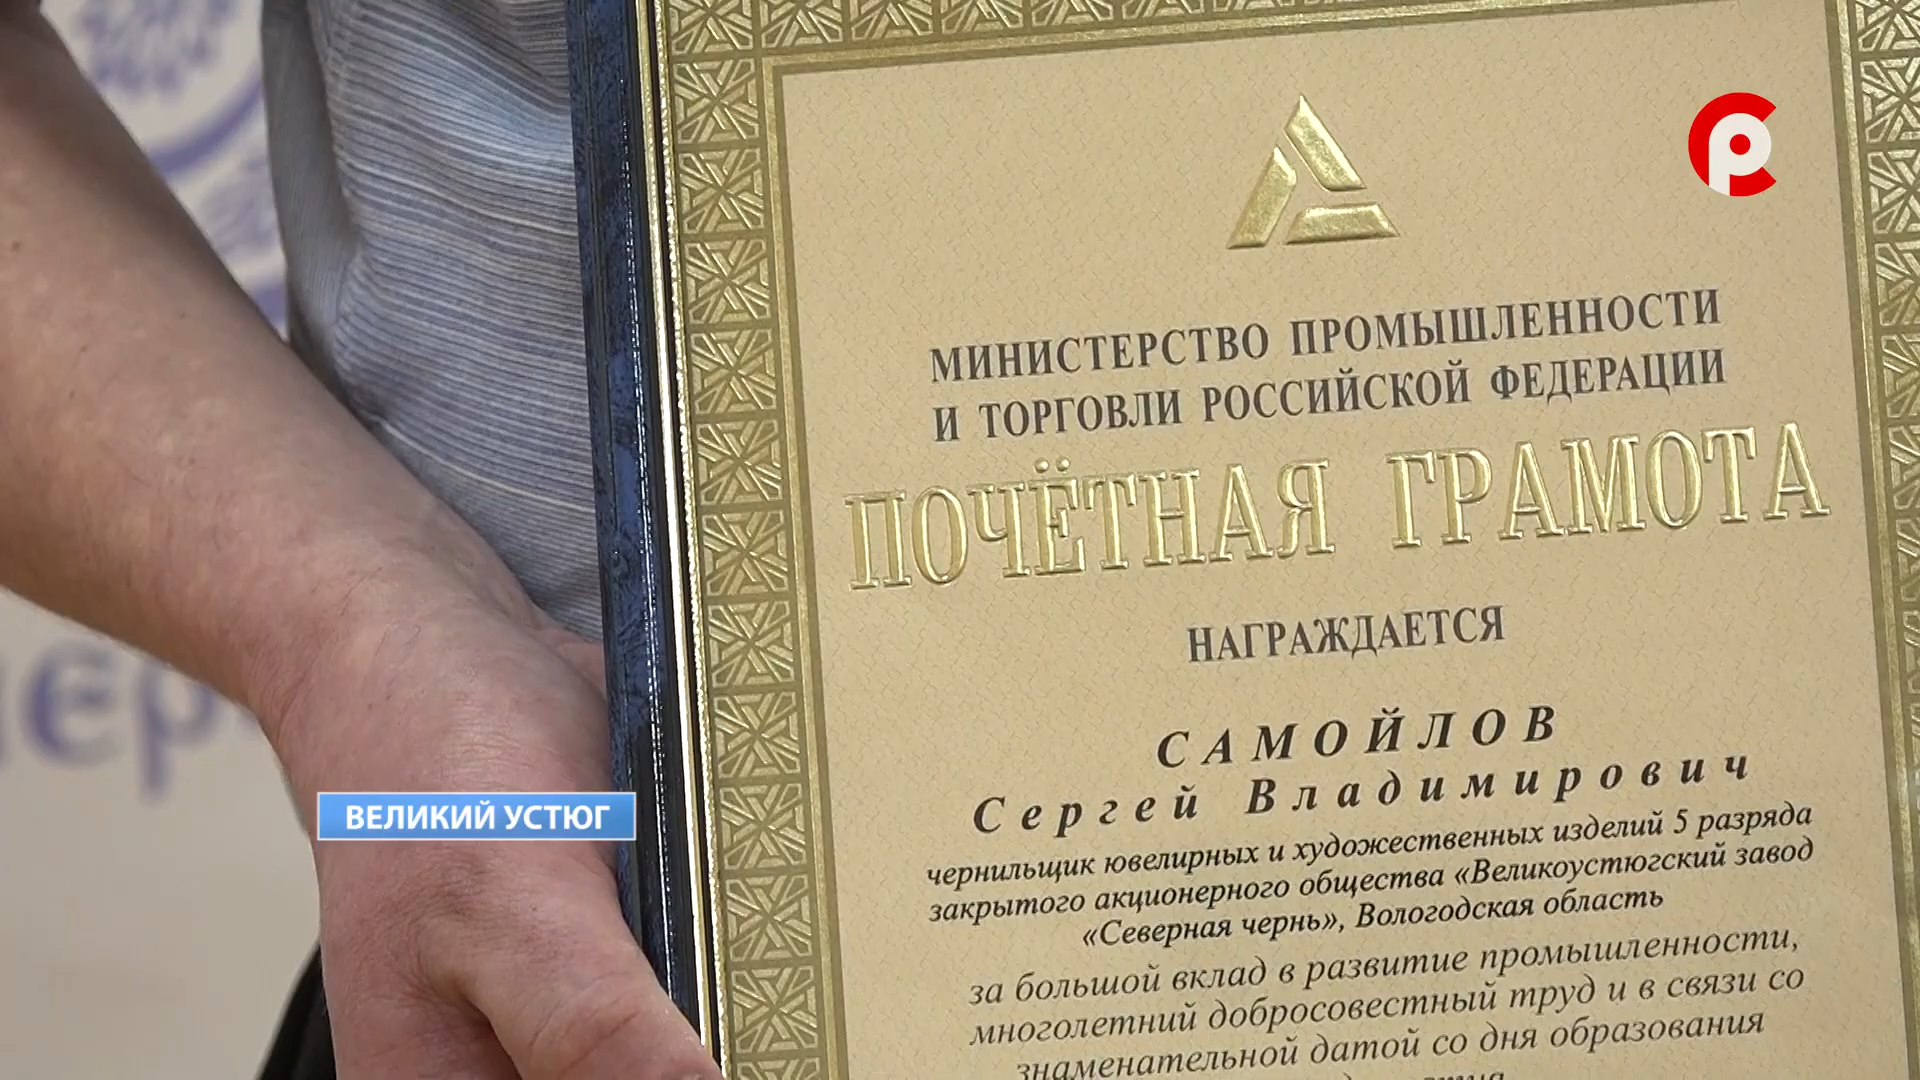 МИНИСТЕРСТВО ПРОМЫШЛЕННОСТИ
И ТОРГОВЛИ РОССИЙСКОЙ ФЕДЕРАЦИИ
ПОЧЁТНАЯ ГРАМОТА
НАГРАЖДАЕТСЯ
САМОЙЛОВ
Сергей Владимирович
чернильщик ювелирных и художественных изделий 5 разряда
закрытого акционерного общества «Великоустюгский завод
«Северная чернь», Вологодская область
за большой вклад в развитие промышленности,
многолетний добросовестный труд и в связи со
знаменательной датой со дня образования
ВЕЛИКИЙ УСТЮГ